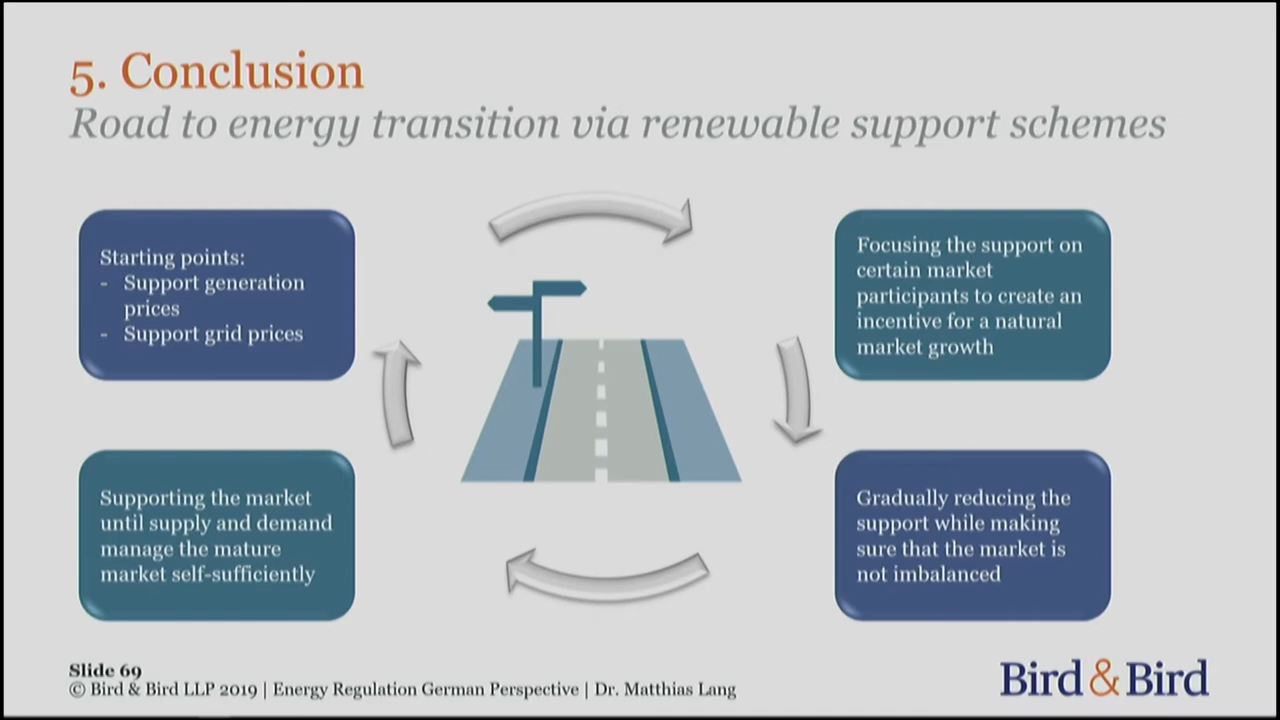 5. Conclusion
Road to energy transition via renewable support schemes
Starting points:
- Support generation
prices
- Support grid prices
Focusing the support on
certain market
participants to create an
incentive for a natural
market growth
Supporting the market
until supply and demand
manage the mature
market self-sufficiently
Gradually reducing the
support while making
sure that the market is
not imbalanced
Slide 69
© Bird & Bird LLP 2019 | Energy Regulation German Perspective | Dr. Matthias Lang
Bird & Bird